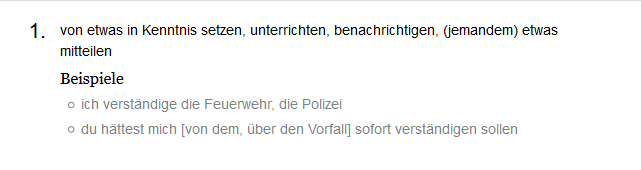 1. von etwas in Kenntnis setzen, unterrichten, benachrichtigen, (jemandem) etwas
mitteilen
Beispiele
○ ich verständige die Feuerwehr, die Polizei
○ du hättest mich [von dem, über den Vorfall] sofort verständigen sollen